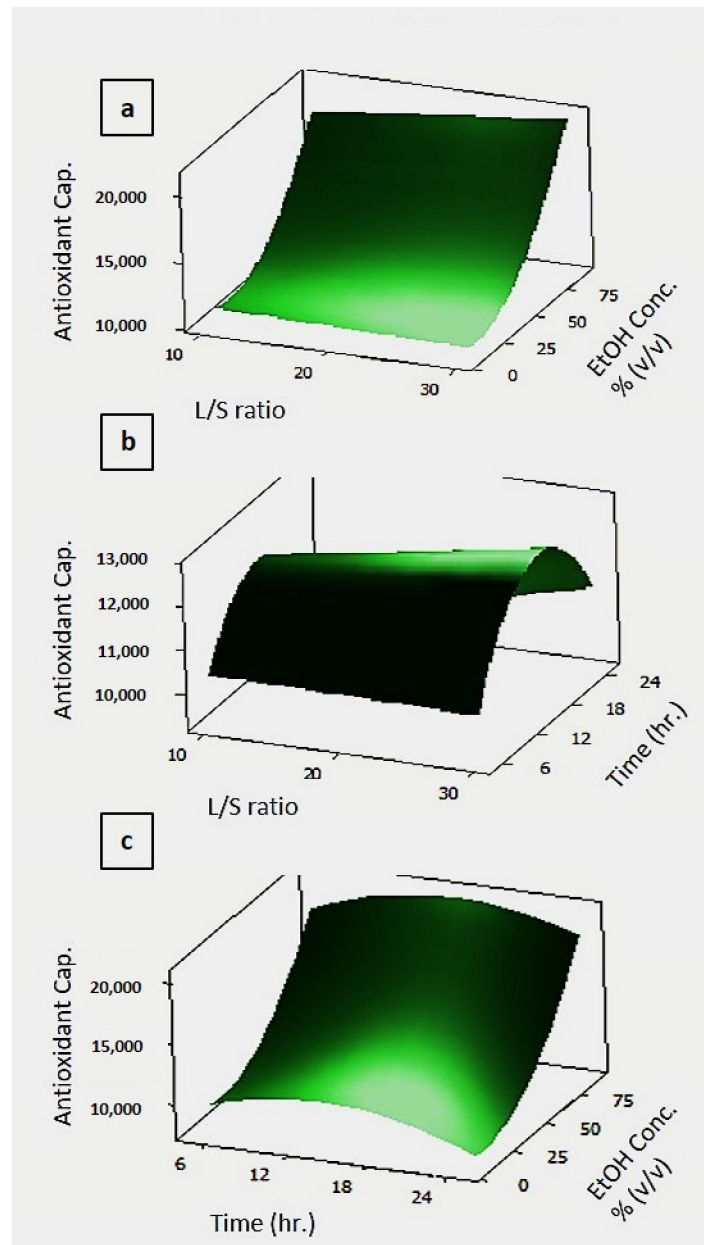 a
Antioxidant Cap.
20,000
15,000
10,000
10
20
30
L/S ratio
0
25
50
75
EtOH Conc.
% (v/v)
b
Antioxidant Cap.
13,000
12,000
11,000
10,000
10
20
30
L/S ratio
6
12
18
24
Time (hr.)
c
Antioxidant Cap.
20,000
15,000
10,000
6
12
18
24
Time (hr.)
0
25
50
75
EtOH Conc.
% (v/v)